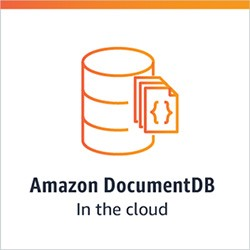 {}
Amazon DocumentDB
In the cloud